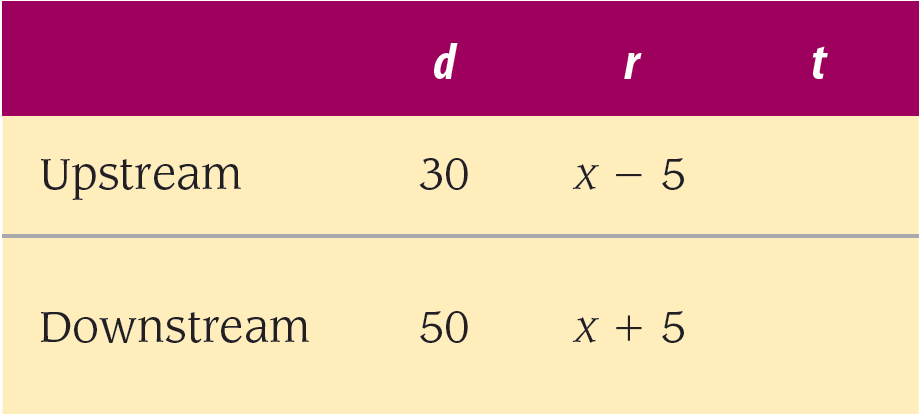 d r t
Upstream 30 x − 5
Downstream 50 x + 5